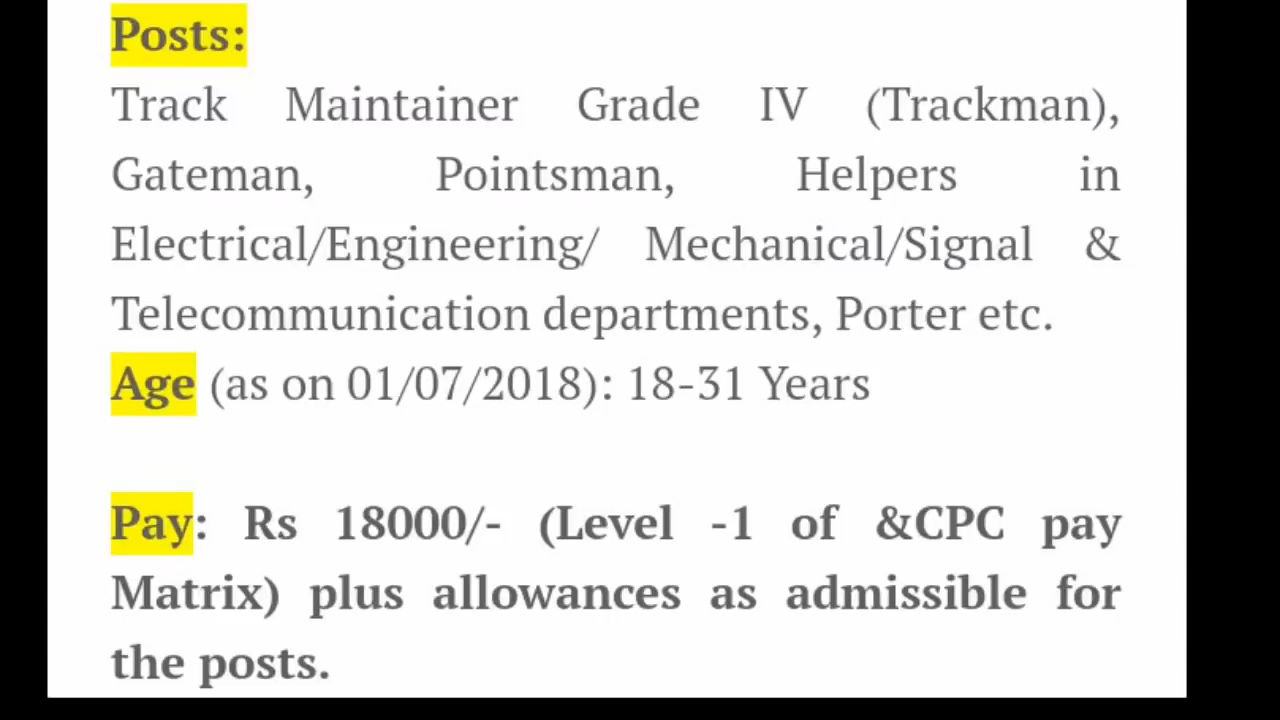 Posts:
Track Maintainer Grade IV (Trackman),
Gateman, Pointsman, Helpers in
Electrical/Engineering/ Mechanical/Signal &
Telecommunication departments, Porter etc.
Age (as on 01/07/2018): 18-31 Years
Pay: Rs 18000/- (Level -1 of &CPC pay
Matrix) plus allowances as admissible for
the posts.